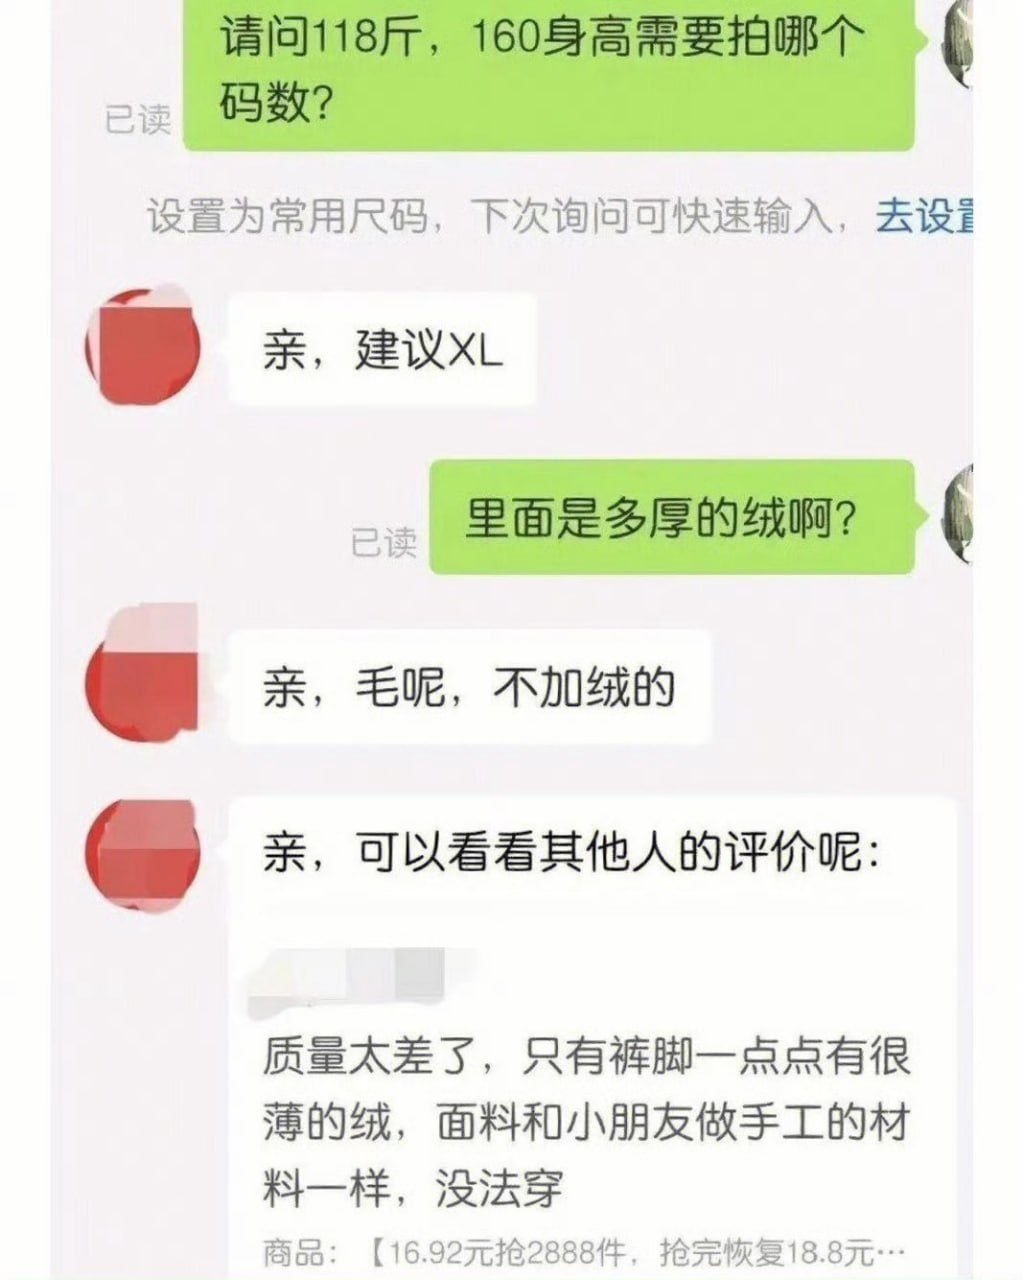 请问118斤，160身高需要拍哪个
码数？
已读
设置为常用尺码，下次询问可快速输入，去设置
亲，建议XL
里面是多厚的绒啊？
已读
亲，毛呢，不加绒的
亲，可以看看其他人的评价呢：
质量太差了，只有裤脚一点点有很
薄的绒，面料和小朋友做手工的材
料一样，没法穿
商品：【16.92元抢2888件，抢完恢复18.8元…